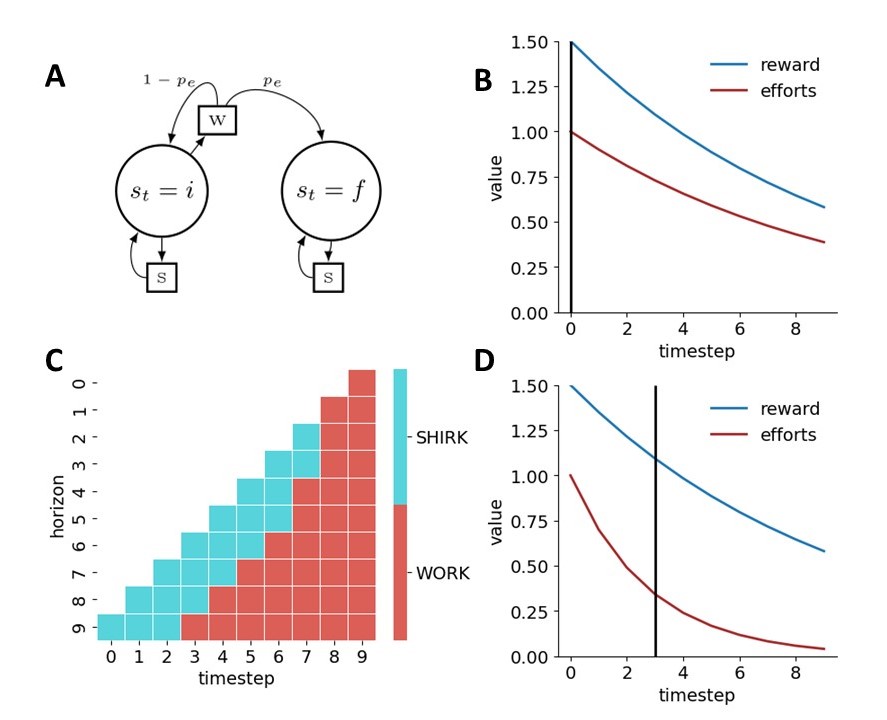 A
1 − p_e
p_e
W
s_t = i
s_t = f
S
S
B
1.50
1.25
1.00
0.75
0.50
0.25
0.00
value
reward
efforts
0 2 4 6 8
timestep
C
horizon
0
1
2
3
4
5
6
7
8
9
0 1 2 3 4 5 6 7 8 9
timestep
SHIRK
WORK
D
1.50
1.25
1.00
0.75
0.50
0.25
0.00
value
reward
efforts
0 2 4 6 8
timestep